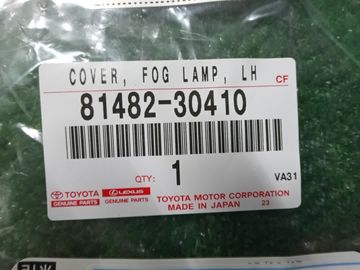 COVER, FOG LAMP, LH CF
81482-30410
QTY: 1 VA31
TOYOTA LEXUS TOYOTA MOTOR CORPORATION
GENUINE PARTS GENUINE PARTS MADE IN JAPAN 23